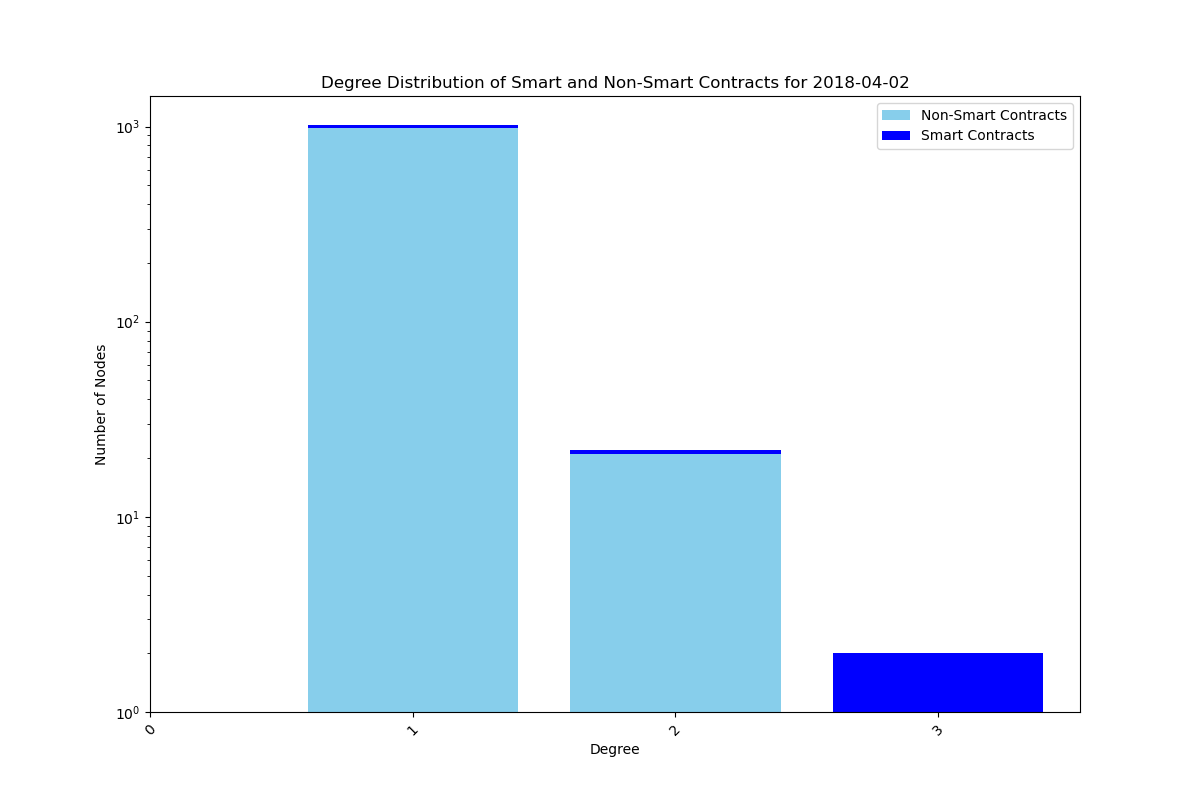 Degree Distribution of Smart and Non-Smart Contracts for 2018-04-02
Non-Smart Contracts
Smart Contracts
10³
10²
10¹
10⁰
Number of Nodes
0
1
2
3
Degree